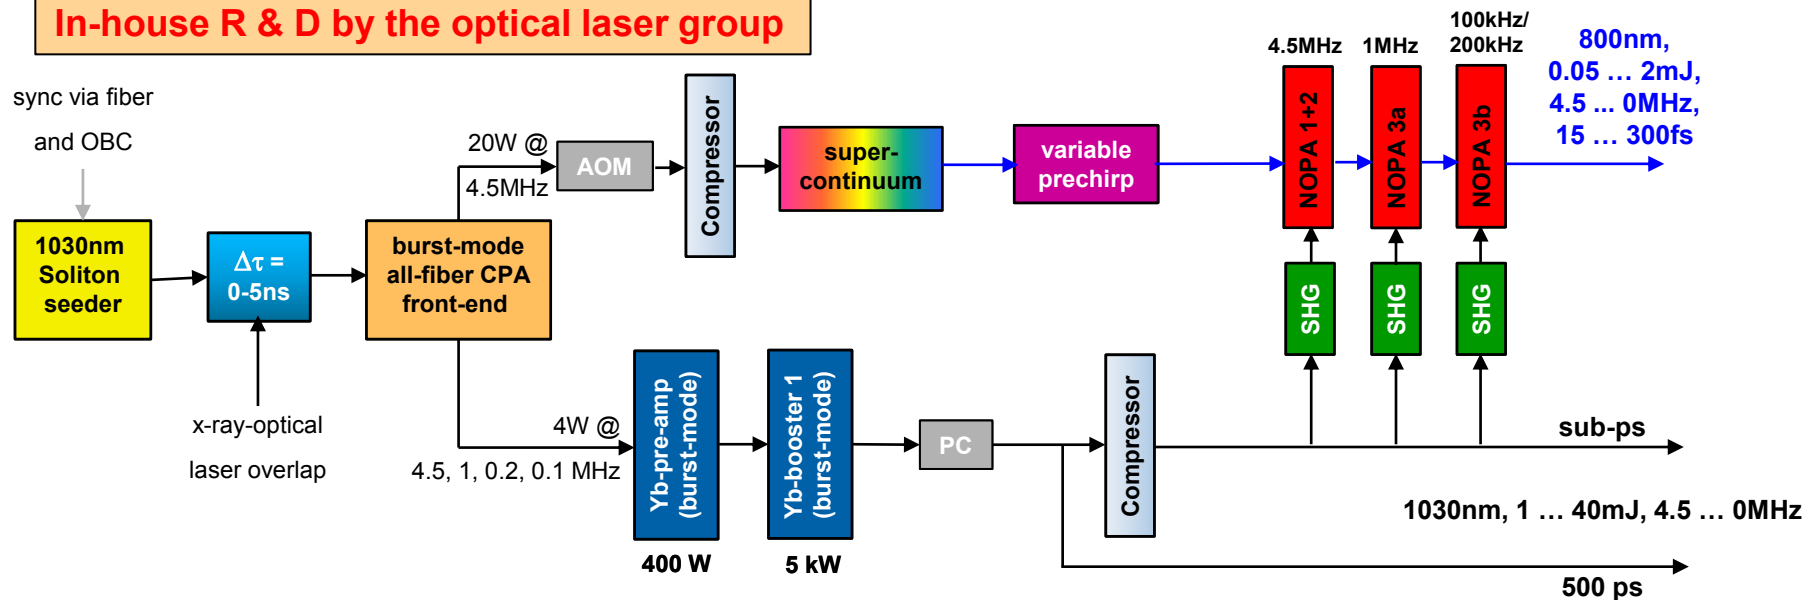 In-house R & D by the optical laser group
sync via fiber
and OBC
1030nm
Soliton
seeder
Δτ =
0-5ns
x-ray-optical
laser overlap
burst-mode
all-fiber CPA
front-end
20W @
4.5MHz
AOM
Compressor
super-
continuum
variable
prechirp
4.5MHz
1MHz
100kHz/
200kHz
NOPA 1+2
NOPA 3a
NOPA 3b
800nm,
0.05 … 2mJ,
4.5 ... 0MHz,
15 … 300fs
SHG
SHG
SHG
4W @
4.5, 1, 0.2, 0.1 MHz
Yb-pre-amp
(burst-mode)
400 W
Yb-booster 1
(burst-mode)
5 kW
PC
Compressor
sub-ps
1030nm, 1 … 40mJ, 4.5 … 0MHz
500 ps